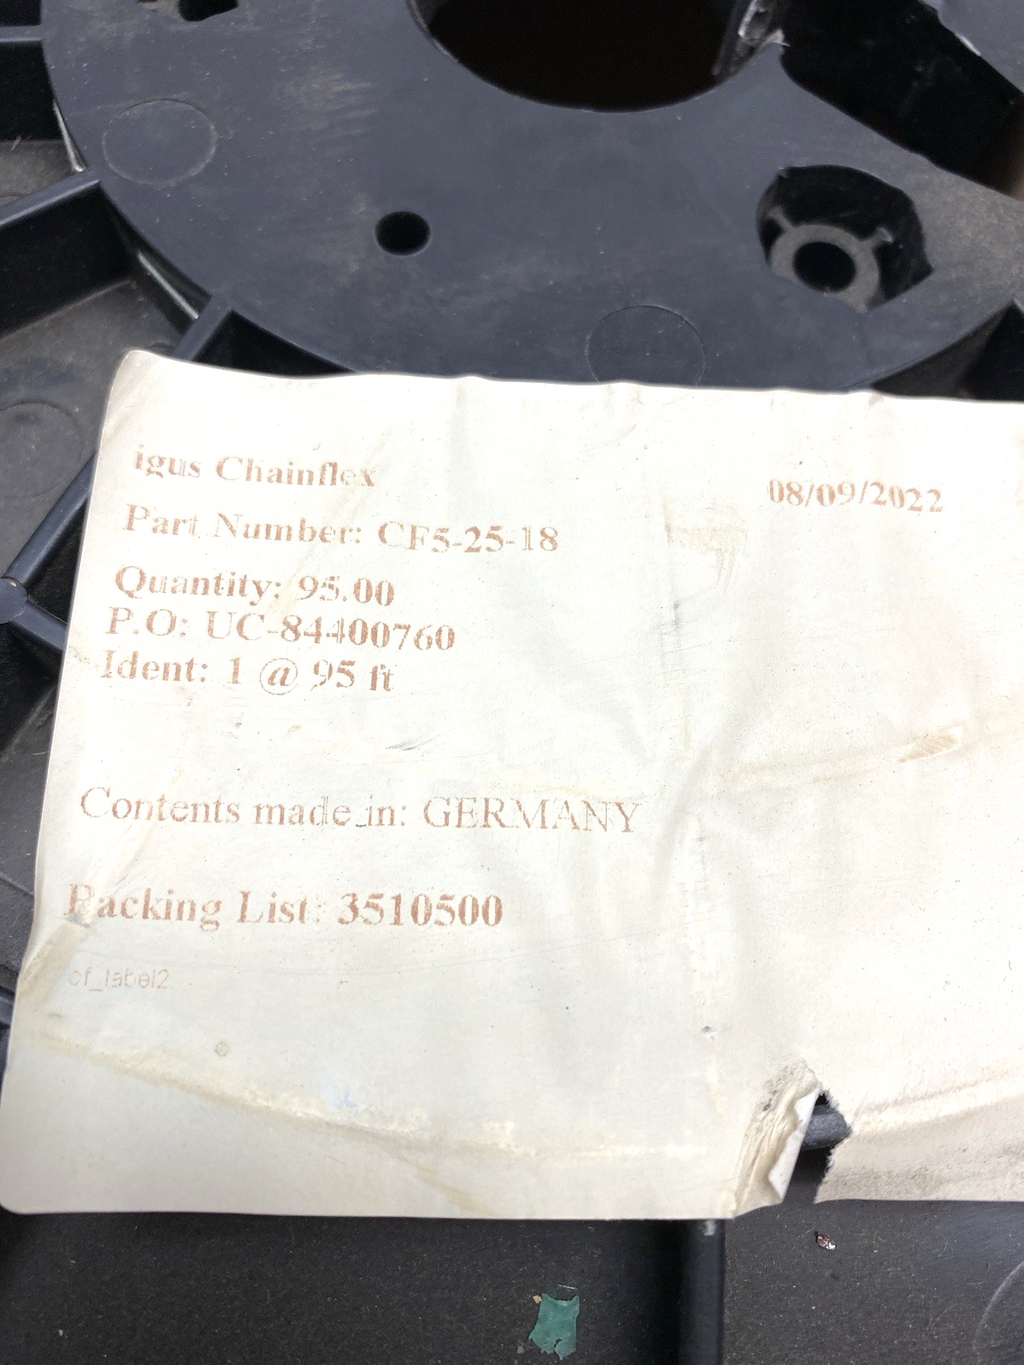 igus Chainflex
08/09/2022
Part Number: CF5-25-18
Quantity: 95.00
P.O: UC-84400760
Ident: 1 @ 95 ft
Contents made in: GERMANY
Packing List: 3510500
cf_label2